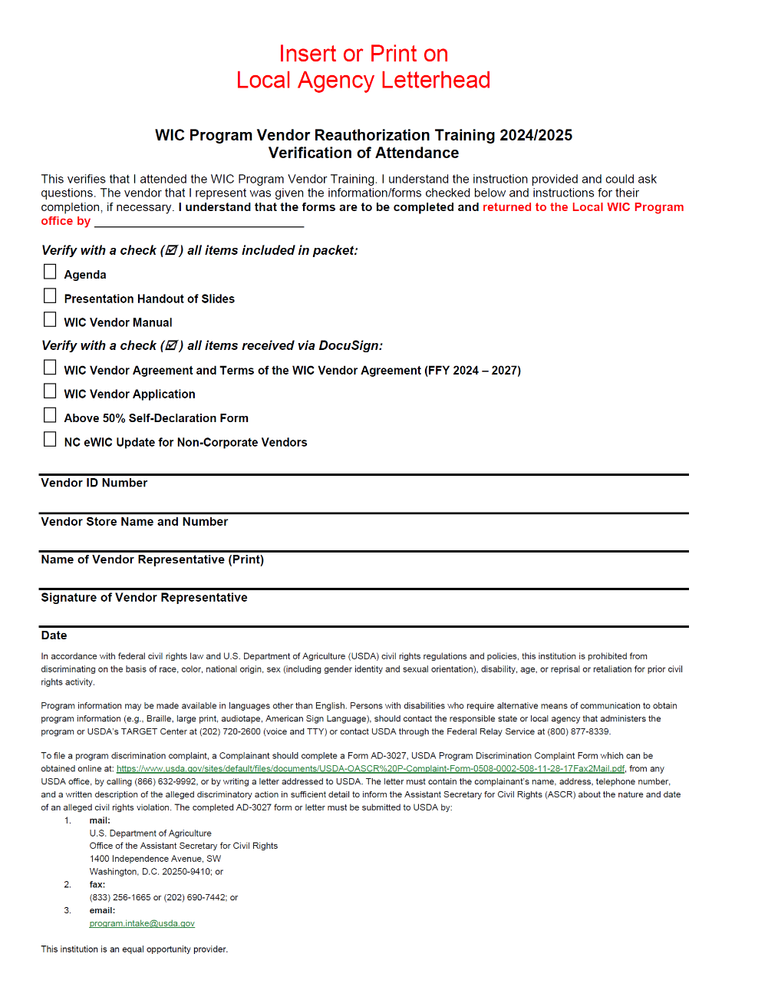 Insert or Print on
Local Agency Letterhead
WIC Program Vendor Reauthorization Training 2024/2025
Verification of Attendance
This verifies that I attended the WIC Program Vendor Training. I understand the instruction provided and could ask
questions. The vendor that I represent was given the information/forms checked below and instructions for their
completion, if necessary. I understand that the forms are to be completed and returned to the Local WIC Program
office by ________________________________
Verify with a check (☑) all items included in packet:
☐ Agenda
☐ Presentation Handout of Slides
☐ WIC Vendor Manual
Verify with a check (☑) all items received via DocuSign:
☐ WIC Vendor Agreement and Terms of the WIC Vendor Agreement (FFY 2024 – 2027)
☐ WIC Vendor Application
☐ Above 50% Self-Declaration Form
☐ NC eWIC Update for Non-Corporate Vendors
Vendor ID Number
Vendor Store Name and Number
Name of Vendor Representative (Print)
Signature of Vendor Representative
Date
In accordance with federal civil rights law and U.S. Department of Agriculture (USDA) civil rights regulations and policies, this institution is prohibited from
discriminating on the basis of race, color, national origin, sex (including gender identity and sexual orientation), disability, age, or reprisal or retaliation for prior civil
rights activity.
Program information may be made available in languages other than English. Persons with disabilities who require alternative means of communication to obtain
program information (e.g., Braille, large print, audiotape, American Sign Language), should contact the responsible state or local agency that administers the
program or USDA's TARGET Center at (202) 720-2600 (voice and TTY) or contact USDA through the Federal Relay Service at (800) 877-8339.
To file a program discrimination complaint, a Complainant should complete a Form AD-3027, USDA Program Discrimination Complaint Form which can be
obtained online at: https://www.usda.gov/sites/default/files/documents/USDA-OASCR%20P-Complaint-Form-0508-0002-508-11-28-17Fax2Mail.pdf, from any
USDA office, by calling (866) 632-9992, or by writing a letter addressed to USDA. The letter must contain the complainant's name, address, telephone number,
and a written description of the alleged discriminatory action in sufficient detail to inform the Assistant Secretary for Civil Rights (ASCR) about the nature and date
of an alleged civil rights violation. The completed AD-3027 form or letter must be submitted to USDA by:
1. mail:
U.S. Department of Agriculture
Office of the Assistant Secretary for Civil Rights
1400 Independence Avenue, SW
Washington, D.C. 20250-9410; or
2. fax:
(833) 256-1665 or (202) 690-7442; or
3. email:
program.intake@usda.gov
This institution is an equal opportunity provider.